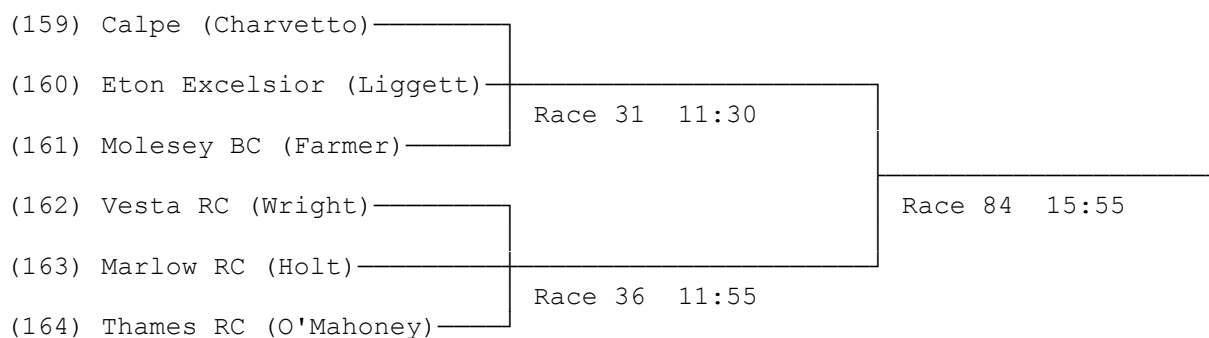 (159) Calpe (Charvetto)
(160) Eton Excelsior (Liggett)
Race 31 11:30
(161) Molesey BC (Farmer)
(162) Vesta RC (Wright)
Race 84 15:55
(163) Marlow RC (Holt)
Race 36 11:55
(164) Thames RC (O'Mahoney)